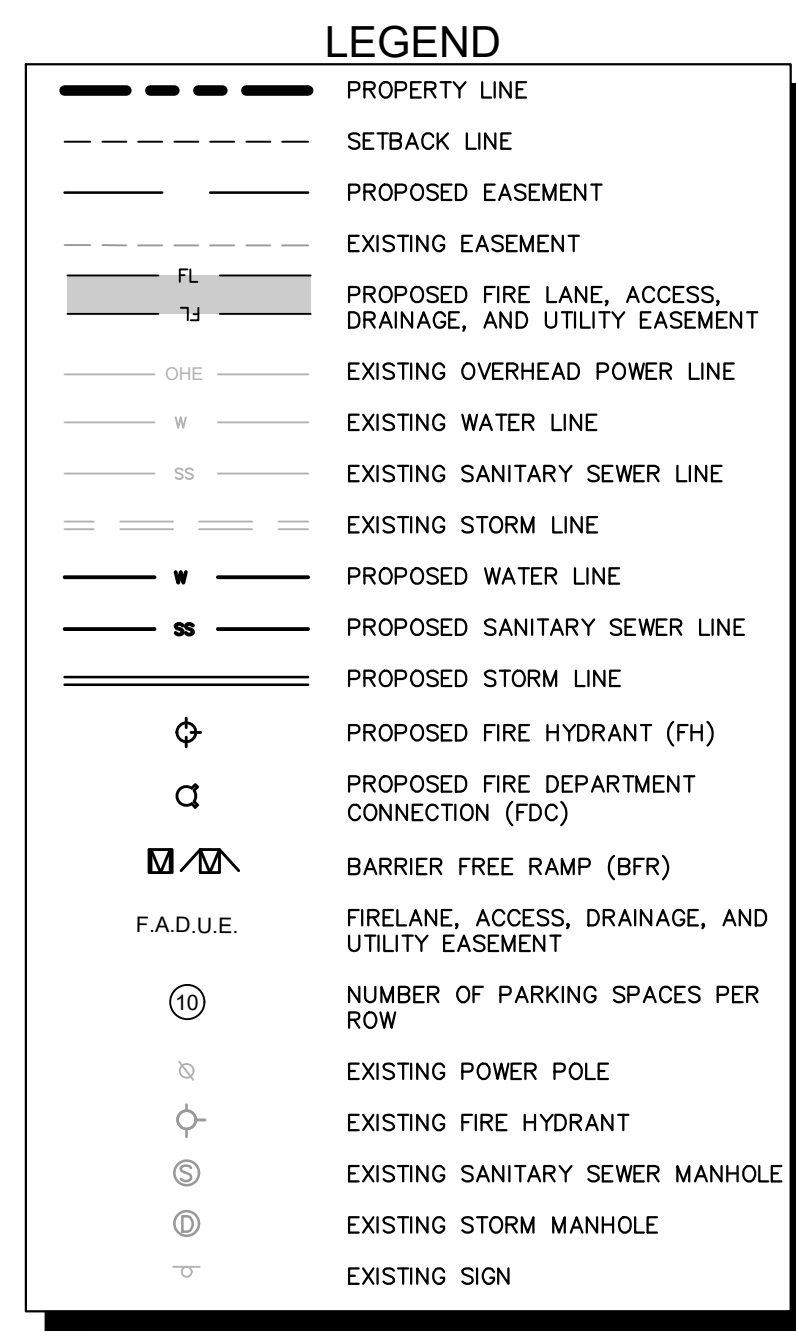 LEGEND
PROPERTY LINE
SETBACK LINE
PROPOSED EASEMENT
EXISTING EASEMENT
FL
FL
PROPOSED FIRE LANE, ACCESS,
DRAINAGE, AND UTILITY EASEMENT
OHE EXISTING OVERHEAD POWER LINE
W EXISTING WATER LINE
SS EXISTING SANITARY SEWER LINE
EXISTING STORM LINE
W PROPOSED WATER LINE
SS PROPOSED SANITARY SEWER LINE
PROPOSED STORM LINE
PROPOSED FIRE HYDRANT (FH)
PROPOSED FIRE DEPARTMENT
CONNECTION (FDC)
BARRIER FREE RAMP (BFR)
F.A.D.U.E. FIRELANE, ACCESS, DRAINAGE, AND
UTILITY EASEMENT
10 NUMBER OF PARKING SPACES PER
ROW
EXISTING POWER POLE
EXISTING FIRE HYDRANT
S EXISTING SANITARY SEWER MANHOLE
D EXISTING STORM MANHOLE
EXISTING SIGN